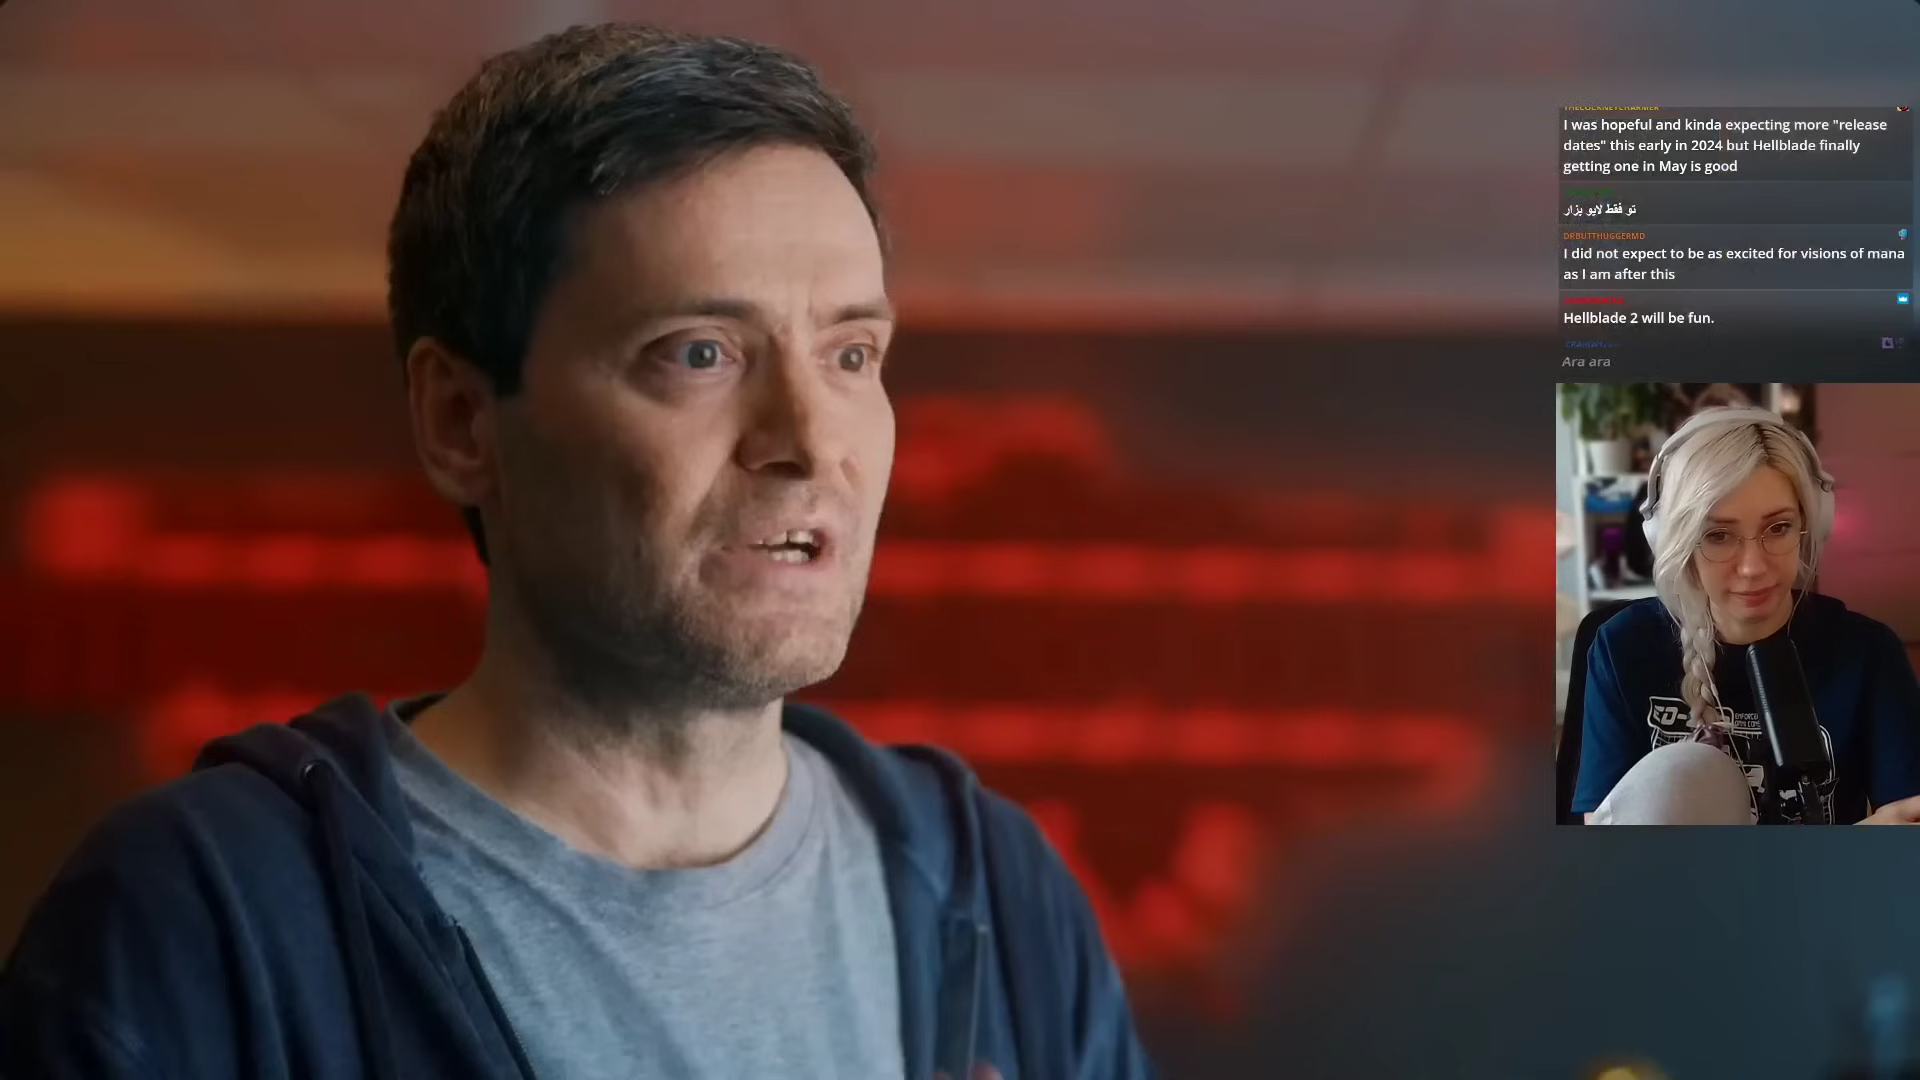 I was hopeful and kinda expecting more "release
dates" this early in 2024 but Hellblade finally
getting one in May is good
تو فقط لایو بزار
DRBUTTHUGGERMD
I did not expect to be as excited for visions of mana
as I am after this
Hellblade 2 will be fun.
Ara ara
ED-
ENFORCE